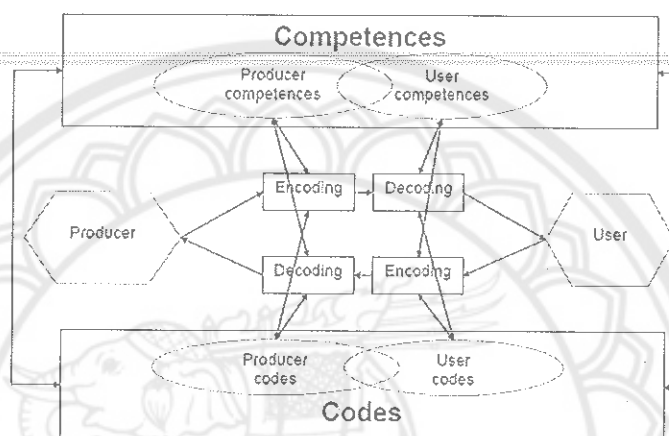 Competences
Producer
competences
User
competences
Encoding
Decoding
Producer
User
Decoding
Encoding
Producer
codes
User
codes
Codes